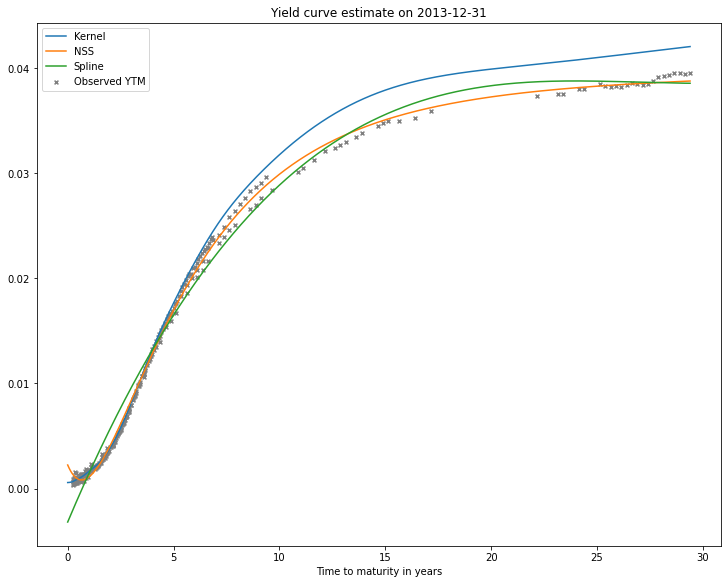 Yield curve estimate on 2013-12-31
Kernel
NSS
Spline
Observed YTM
0.04
0.03
0.02
0.01
0.00
0 5 10 15 20 25 30
Time to maturity in years